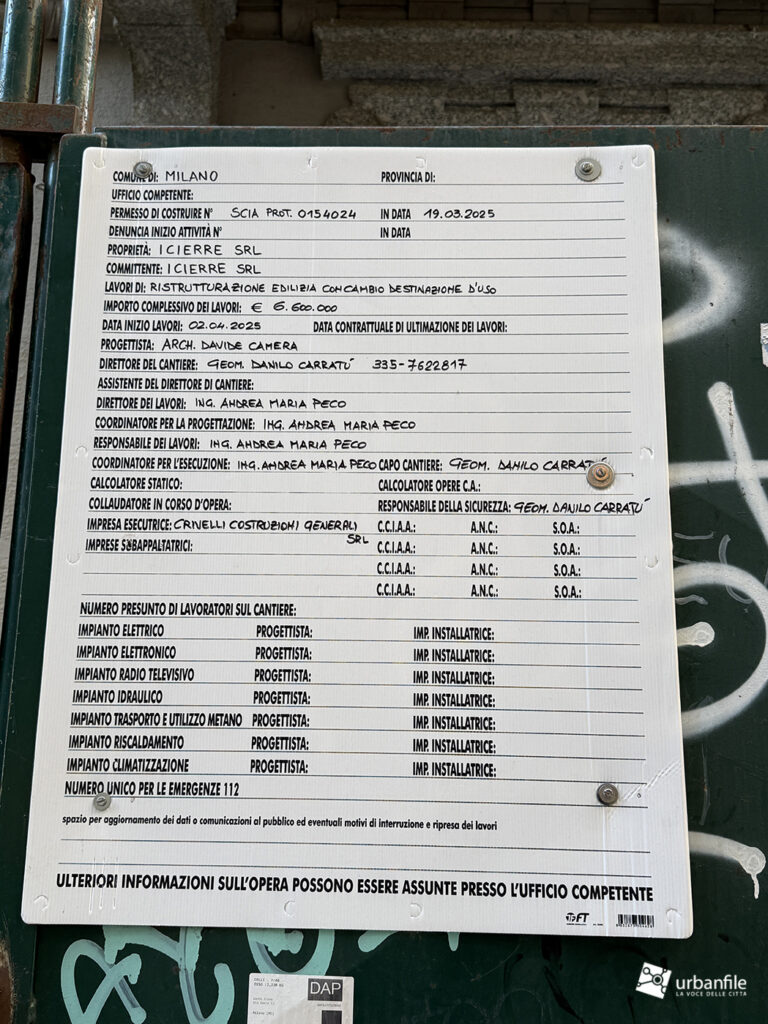 COMUNE DI: MILANO PROVINCIA DI:
UFFICIO COMPETENTE:
PERMESSO DI COSTRUIRE N° SCIA PROT. 0154024 IN DATA 19.03.2025
DENUNCIA INIZIO ATTIVITÀ N° IN DATA
PROPRIETÀ: ICIERRE SRL
COMMITTENTE: ICIERRE SRL
LAVORI DI: RISTRUTTURAZIONE EDILIZIA CON CAMBIO DESTINAZIONE D'USO
IMPORTO COMPLESSIVO DEI LAVORI: € 6.600.000
DATA INIZIO LAVORI: 02.04.2025 DATA CONTRATTUALE DI ULTIMAZIONE DEI LAVORI:
PROGETTISTA: ARCH. DAVIDE CAMERA
DIRETTORE DEL CANTIERE: GEOM. DANILO CARRATU' 335-7622817
ASSISTENTE DEL DIRETTORE DI CANTIERE:
DIRETTORE DEI LAVORI: ING. ANDREA MARIA PECO
COORDINATORE PER LA PROGETTAZIONE: ING. ANDREA MARIA PECO
RESPONSABILE DEI LAVORI: ING. ANDREA MARIA PECO
COORDINATORE PER L'ESECUZIONE: ING. ANDREA MARIA PECO CAPO CANTIERE: GEOM. DANILO CARRATU'
CALCOLATORE STATICO: CALCOLATORE OPERE C.A.:
COLLAUDATORE IN CORSO D'OPERA: RESPONSABILE DELLA SICUREZZA: GEOM. DANILO CARRATU'
IMPRESA ESECUTRICE: CRINELLI COSTRUZIONI GENERALI SRL C.C.I.A.A.: A.N.C.: S.O.A.:
IMPRESE SUBAPPALTATRICI: C.C.I.A.A.: A.N.C.: S.O.A.:
C.C.I.A.A.: A.N.C.: S.O.A.:
C.C.I.A.A.: A.N.C.: S.O.A.:
NUMERO PRESUNTO DI LAVORATORI SUL CANTIERE:
IMPIANTO ELETTRICO PROGETTISTA: IMP. INSTALLATRICE:
IMPIANTO ELETTRONICO PROGETTISTA: IMP. INSTALLATRICE:
IMPIANTO RADIO TELEVISIVO PROGETTISTA: IMP. INSTALLATRICE:
IMPIANTO IDRAULICO PROGETTISTA: IMP. INSTALLATRICE:
IMPIANTO TRASPORTO E UTILIZZO METANO PROGETTISTA: IMP. INSTALLATRICE:
IMPIANTO RISCALDAMENTO PROGETTISTA: IMP. INSTALLATRICE:
IMPIANTO CLIMATIZZAZIONE PROGETTISTA: IMP. INSTALLATRICE:
NUMERO UNICO PER LE EMERGENZE 112
spazio per aggiornamento dei dati o comunicazioni al pubblico ed eventuali motivi di interruzione e ripresa dei lavori
ULTERIORI INFORMAZIONI SULL'OPERA POSSONO ESSERE ASSUNTE PRESSO L'UFFICIO COMPETENTE
FT
DAP
urbanfile
LA VOCE DELLE CITTÀ